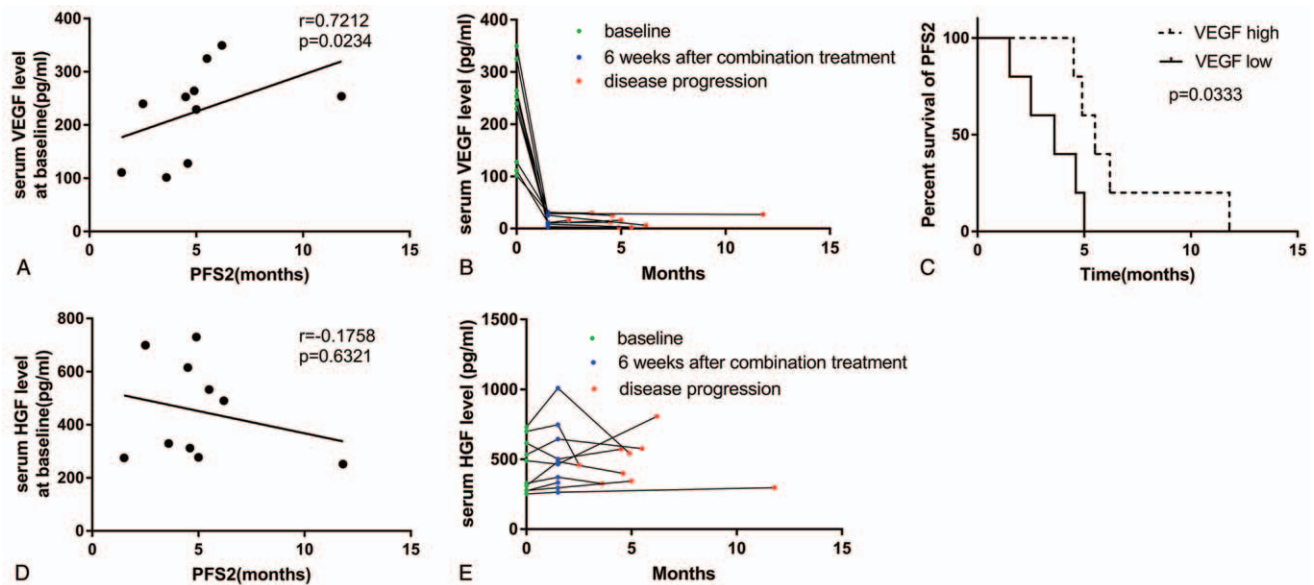 400
300
200
100
0
0
5
10
15
serum VEGF level
at baseline(pg/ml)
r=0.7212
p=0.0234
PFS2(months)
A
400
300
200
100
0
0
5
10
15
serum VEGF level (pg/ml)
baseline
6 weeks after combination treatment
disease progression
Months
B
100
50
0
0
5
10
15
Percent survival of PFS2
VEGF high
VEGF low
p=0.0333
Time(months)
C
800
600
400
200
0
0
5
10
15
serum HGF level
at baseline(pg/ml)
r=-0.1758
p=0.6321
PFS2(months)
D
1500
1000
500
0
0
5
10
15
serum HGF level (pg/ml)
baseline
6 weeks after combination treatment
disease progression
Months
E